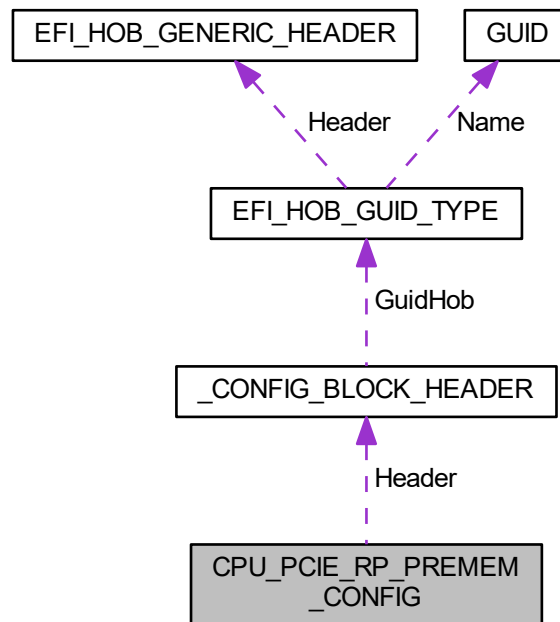 EFI_HOB_GENERIC_HEADER
GUID
Header
Name
EFI_HOB_GUID_TYPE
GuidHob
_CONFIG_BLOCK_HEADER
Header
CPU_PCIE_RP_PREMEM
_CONFIG